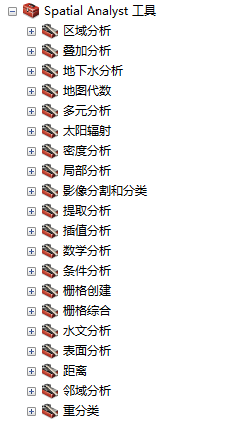 Spatial Analyst 工具
区域分析
叠加分析
地下水分析
地图代数
多元分析
太阳辐射
密度分析
局部分析
影像分割和分类
提取分析
插值分析
数学分析
条件分析
栅格创建
栅格综合
水文分析
表面分析
距离
邻域分析
重分类